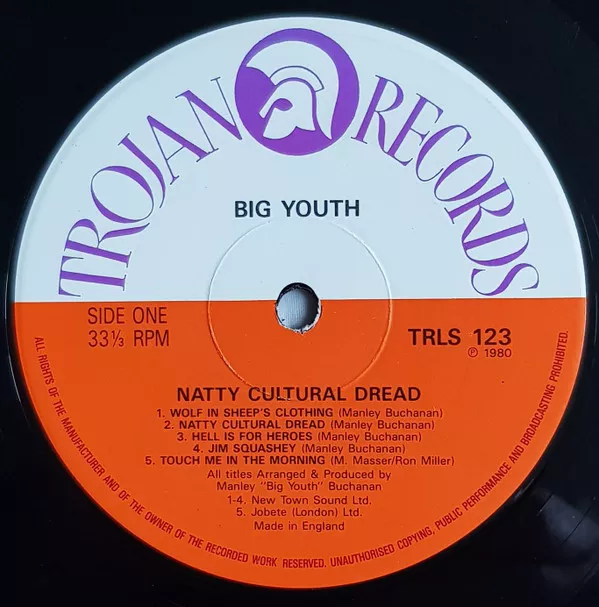 TROJAN RECORDS
BIG YOUTH
SIDE ONE
33⅓ RPM
TRLS 123
℗ 1980
NATTY CULTURAL DREAD
1. WOLF IN SHEEP'S CLOTHING (Manley Buchanan)
2. NATTY CULTURAL DREAD (Manley Buchanan)
3. HELL IS FOR HEROES (Manley Buchanan)
4. JIM SQUASHEY (Manley Buchanan)
5. TOUCH ME IN THE MORNING (M. Masser/Ron Miller)
All titles Arranged & Produced by
Manley "Big Youth" Buchanan
1-4. New Town Sound Ltd.
5. Jobete (London) Ltd.
Made in England
ALL RIGHTS OF THE MANUFACTURER AND OF THE OWNER OF THE RECORDED WORK RESERVED. UNAUTHORISED COPYING, PUBLIC PERFORMANCE AND BROADCASTING PROHIBITED.